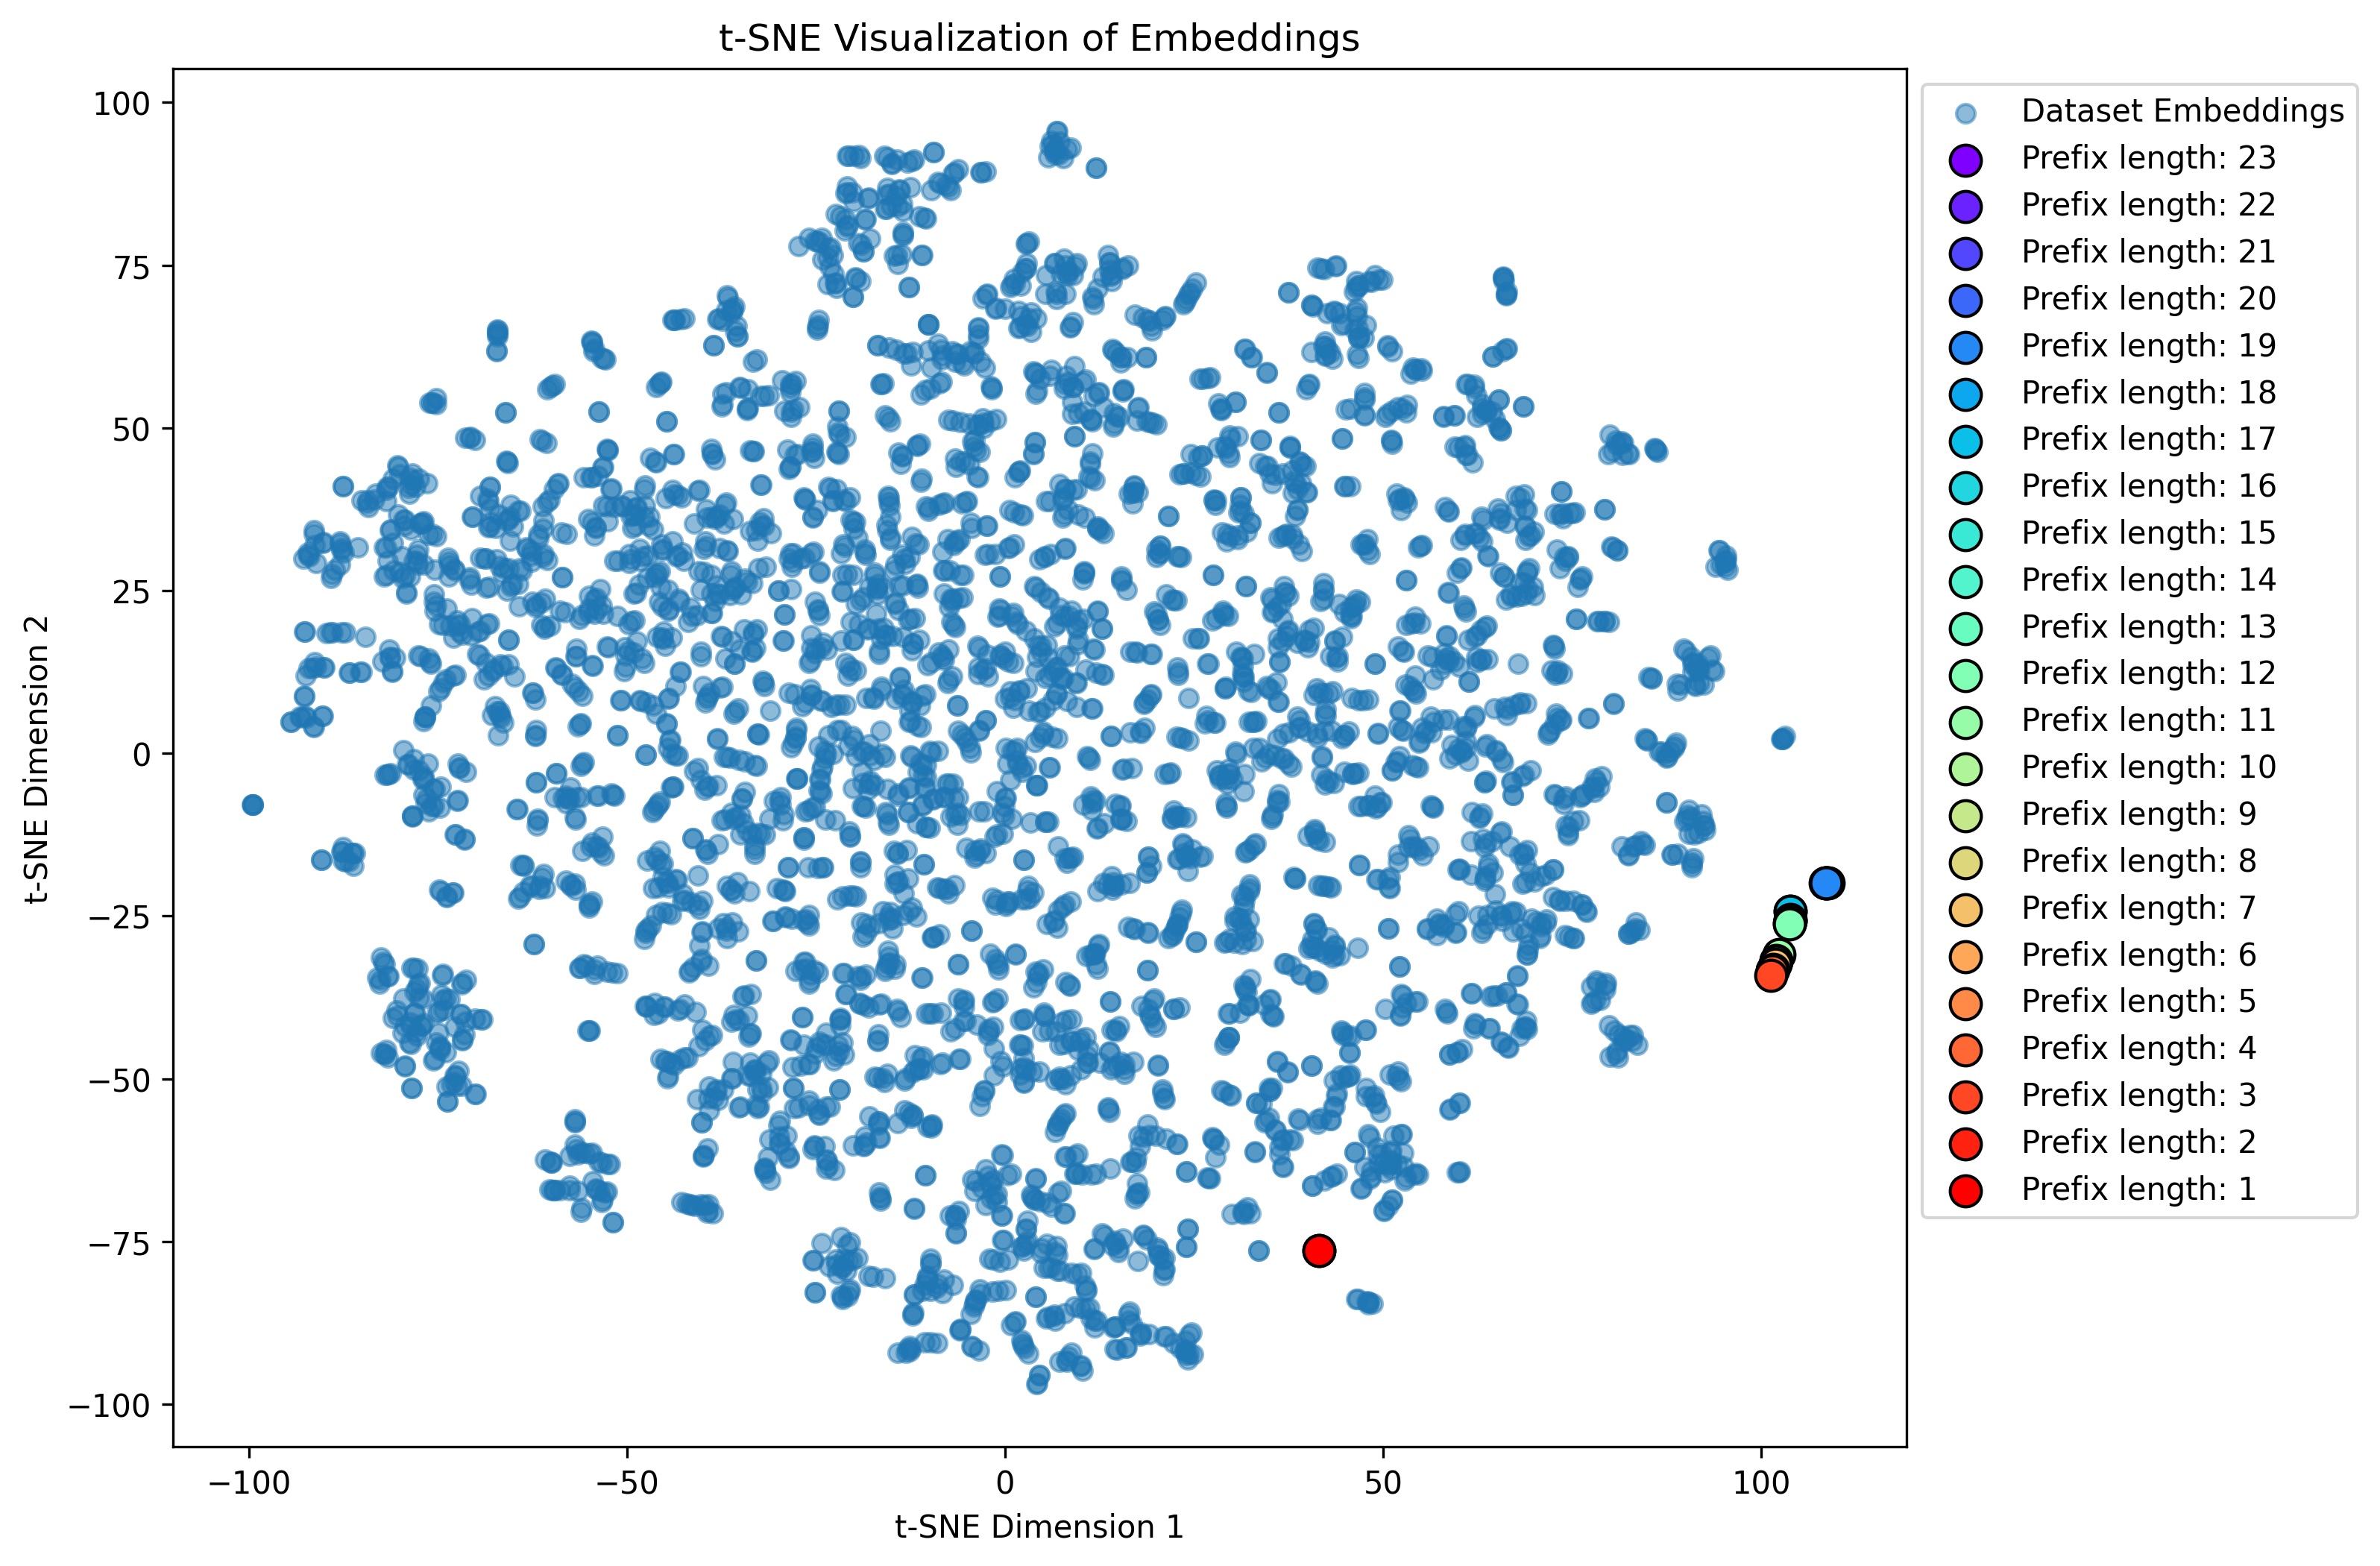 t-SNE Visualization of Embeddings
100
75
50
25
0
−25
−50
−75
−100
t-SNE Dimension 2
−100
−50
0
50
100
t-SNE Dimension 1
Dataset Embeddings
Prefix length: 23
Prefix length: 22
Prefix length: 21
Prefix length: 20
Prefix length: 19
Prefix length: 18
Prefix length: 17
Prefix length: 16
Prefix length: 15
Prefix length: 14
Prefix length: 13
Prefix length: 12
Prefix length: 11
Prefix length: 10
Prefix length: 9
Prefix length: 8
Prefix length: 7
Prefix length: 6
Prefix length: 5
Prefix length: 4
Prefix length: 3
Prefix length: 2
Prefix length: 1